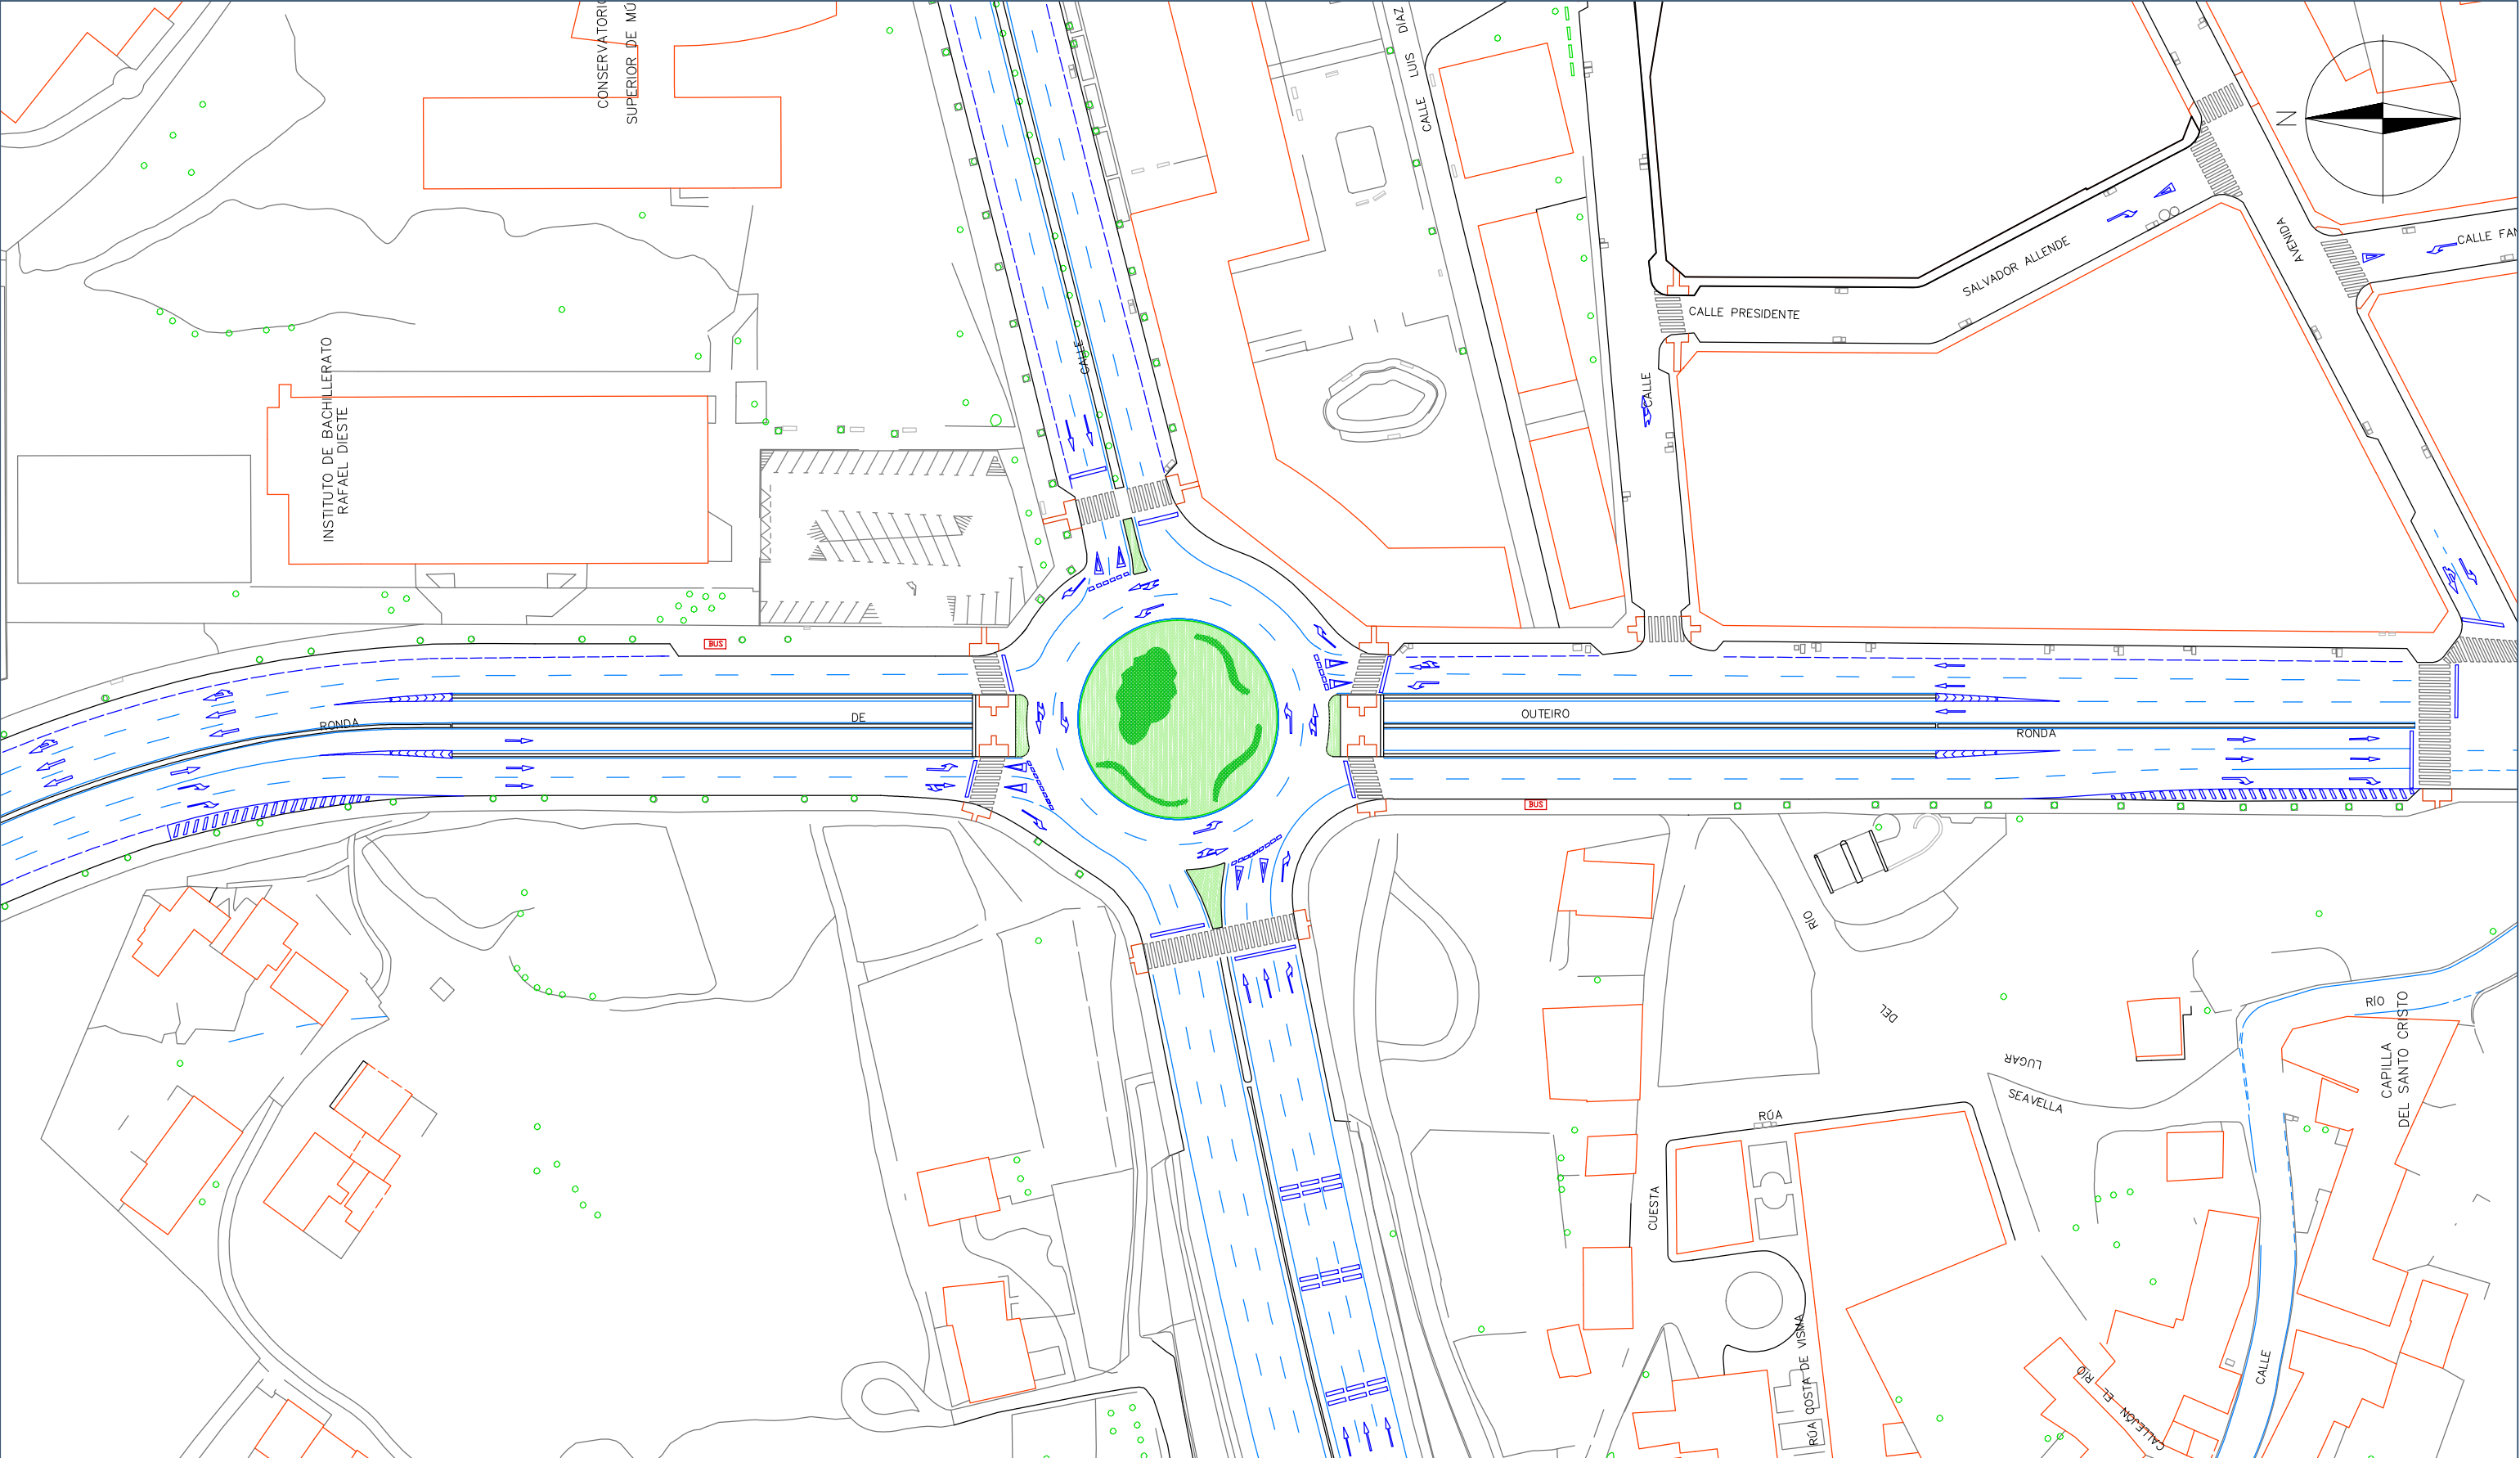 CONSERVATORIO
SUPERIOR DE MÚ
CALLE LUIS DÍAZ
N
AVENIDA
CALLE FAN
SALVADOR ALLENDE
CALLE PRESIDENTE
CALLE
CALLE
INSTITUTO DE BACHILLERATO
RAFAEL DIESTE
BUS
RONDA
DE
OUTEIRO
RONDA
BUS
RÍO
DEL
LUGAR
SEAVELLA
RÍO
CAPILLA
DEL SANTO CRISTO
RÚA
CUESTA
RÚA COSTA DE VISMA
CALLE
CALLEJÓN EL RÍO